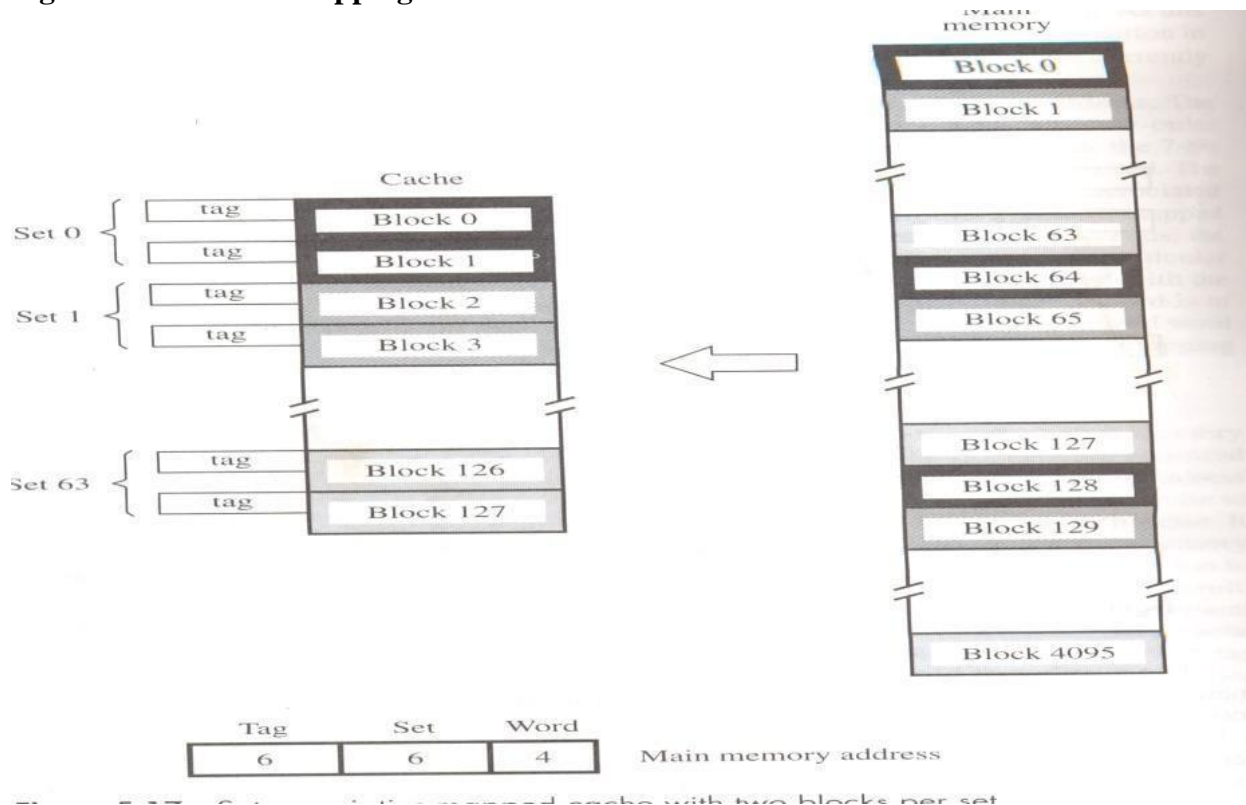 Main
memory
Block 0
Block 1
Block 63
Block 64
Block 65
Block 127
Block 128
Block 129
Block 4095
Cache
Set 0
tag
Block 0
tag
Block 1
Set 1
tag
Block 2
tag
Block 3
Set 63
tag
Block 126
tag
Block 127
Tag
Set
Word
6
6
4
Main memory address
mapped cache with two blocks per set